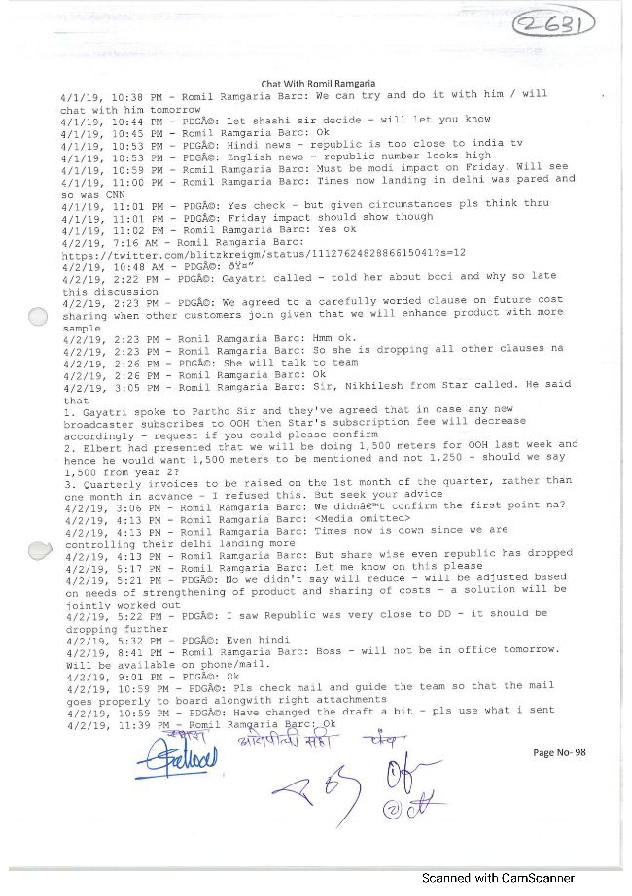 2631
Chat With Romil Ramgaria
4/1/19, 10:38 PM - Romil Ramgaria Barc: We can try and do it with him / will
chat with him tomorrow
4/1/19, 10:44 PM - PDGÃ©: Let shashi sir decide - will let you know
4/1/19, 10:45 PM - Romil Ramgaria Barc: Ok
4/1/19, 10:53 PM - PDGÃ©: Hindi news - republic is too close to india tv
4/1/19, 10:53 PM - PDGÃ©: English news - republic number looks high
4/1/19, 10:59 PM - Romil Ramgaria Barc: Must be modi impact on Friday. Will see
4/1/19, 11:00 PM - Romil Ramgaria Barc: Times now landing in delhi was pared and
so was CNN
4/1/19, 11:01 PM - PDGÃ©: Yes check - but given circumstances pls think thru
4/1/19, 11:01 PM - PDGÃ©: Friday impact should show though
4/1/19, 11:02 PM - Romil Ramgaria Barc: Yes ok
4/2/19, 7:16 AM - Romil Ramgaria Barc:
https://twitter.com/blitzkreigm/status/1112762482886615041?s=12
4/2/19, 10:48 AM - PDGÃ©: ðŸ¤"
4/2/19, 2:22 PM - PDGÃ©: Gayatri called - told her about bcci and why so late
this discussion
4/2/19, 2:23 PM - PDGÃ©: We agreed to a carefully worded clause on future cost
sharing when other customers join given that we will enhance product with more
sample
4/2/19, 2:23 PM - Romil Ramgaria Barc: Hmm ok.
4/2/19, 2:23 PM - Romil Ramgaria Barc: So she is dropping all other clauses na
4/2/19, 2:26 PM - PDGÃ©: She will talk to team
4/2/19, 2:26 PM - Romil Ramgaria Barc: Ok
4/2/19, 3:05 PM - Romil Ramgaria Barc: Sir, Nikhilesh from Star called. He said
that
1. Gayatri spoke to Partho Sir and they've agreed that in case any new
broadcaster subscribes to OOH then Star's subscription fee will decrease
accordingly - request if you could please confirm
2. Elbert had presented that we will be doing 1,500 meters for OOH last week and
hence he would want 1,500 meters to be mentioned and not 1,250 - should we say
1,500 from year 2?
3. Quarterly invoices to be raised on the 1st month of the quarter, rather than
one month in advance - I refused this. But seek your advice
4/2/19, 3:06 PM - Romil Ramgaria Barc: We didnâ€™t confirm the first point na?
4/2/19, 4:13 PM - Romil Ramgaria Barc: <Media omitted>
4/2/19, 4:13 PM - Romil Ramgaria Barc: Times now is down since we are
controlling their delhi landing more
4/2/19, 4:13 PM - Romil Ramgaria Barc: But share wise even republic has dropped
4/2/19, 5:17 PM - Romil Ramgaria Barc: Let me know on this please
4/2/19, 5:21 PM - PDGÃ©: No we didn't say will reduce - will be adjusted based
on needs of strengthening of product and sharing of costs - a solution will be
jointly worked out
4/2/19, 5:22 PM - PDGÃ©: I saw Republic was very close to DD - it should be
dropping further
4/2/19, 5:32 PM - PDGÃ©: Even hindi
4/2/19, 8:41 PM - Romil Ramgaria Barc: Boss - will not be in office tomorrow.
Will be available on phone/mail.
4/2/19, 9:01 PM - PDGÃ©: Ok
4/2/19, 10:59 PM - PDGÃ©: Pls check mail and guide the team so that the mail
goes properly to board alongwith right attachments
4/2/19, 10:59 PM - PDGÃ©: Have changed the draft a bit - pls use what i sent
4/2/19, 11:39 PM - Romil Ramgaria Barc: Ok
आरोपीची सही पंच
Page No- 98
①
②
Scanned with CamScanner